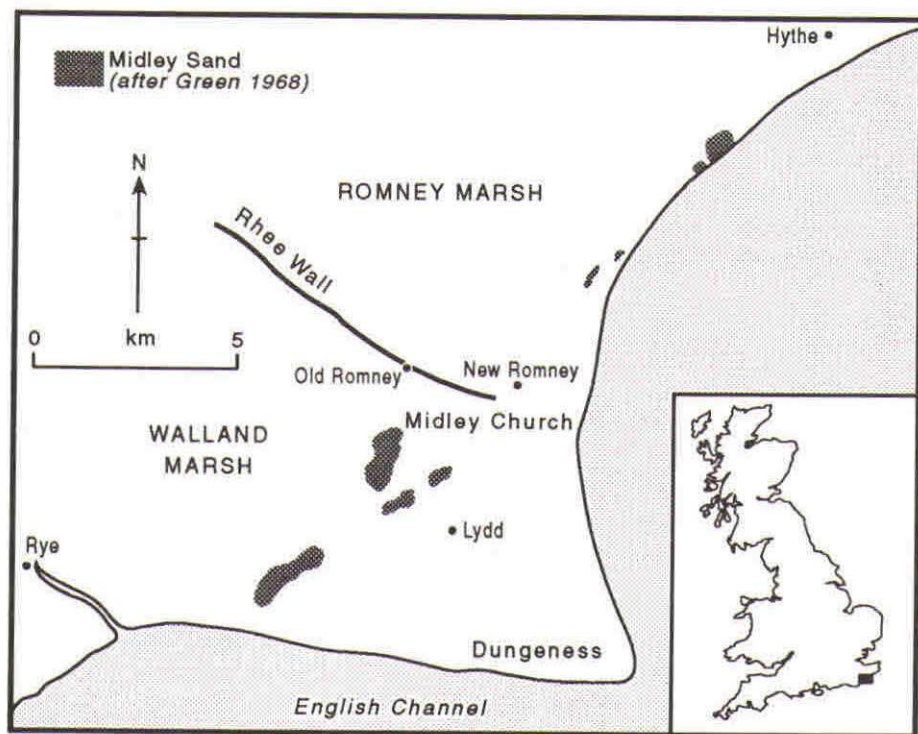 Hythe
Midley Sand
(after Green 1968)
N
ROMNEY MARSH
Rhee Wall
0 km 5
Old Romney
New Romney
Midley Church
WALLAND
MARSH
Lydd
Rye
Dungeness
English Channel